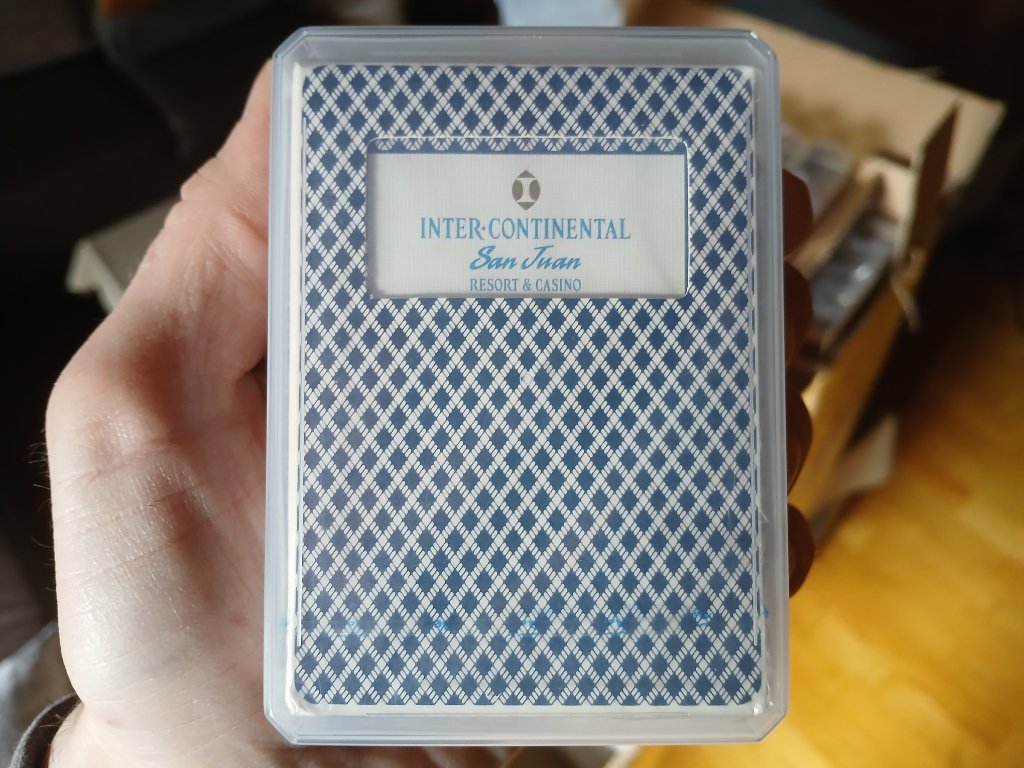 INTER·CONTINENTAL
San Juan
RESORT & CASINO